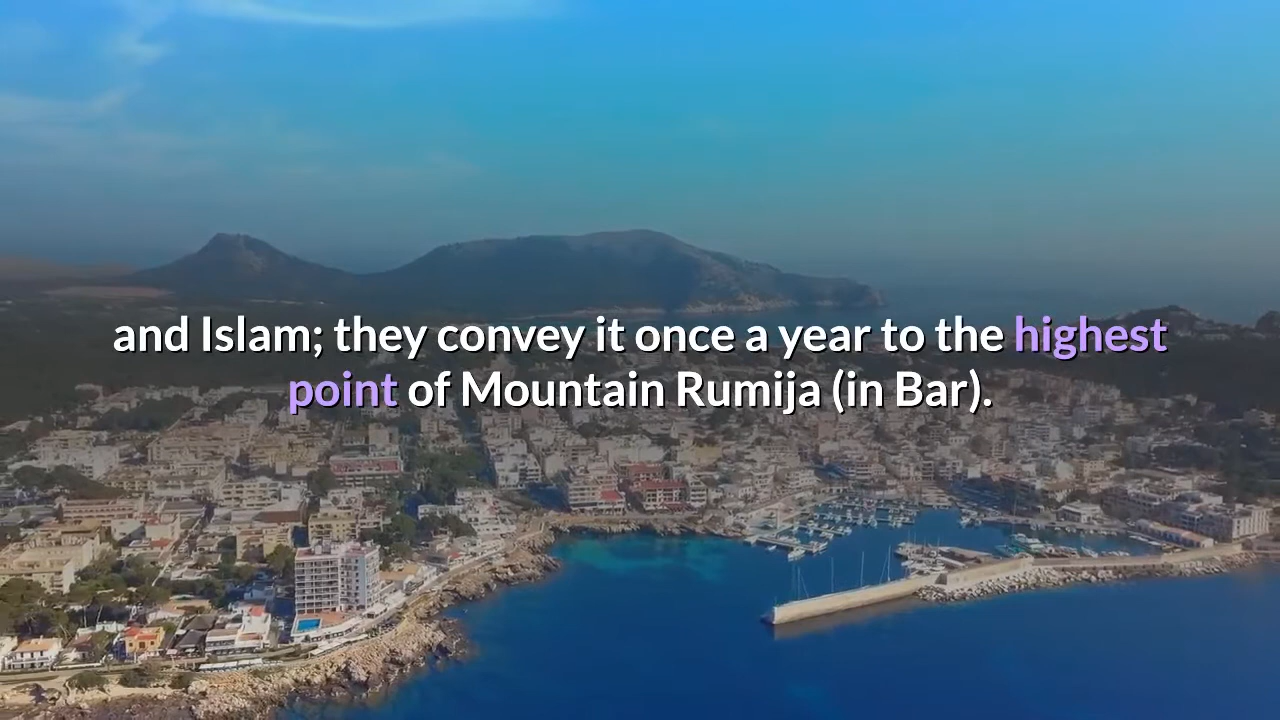 and Islam; they convey it once a year to the highest
point of Mountain Rumija (in Bar).